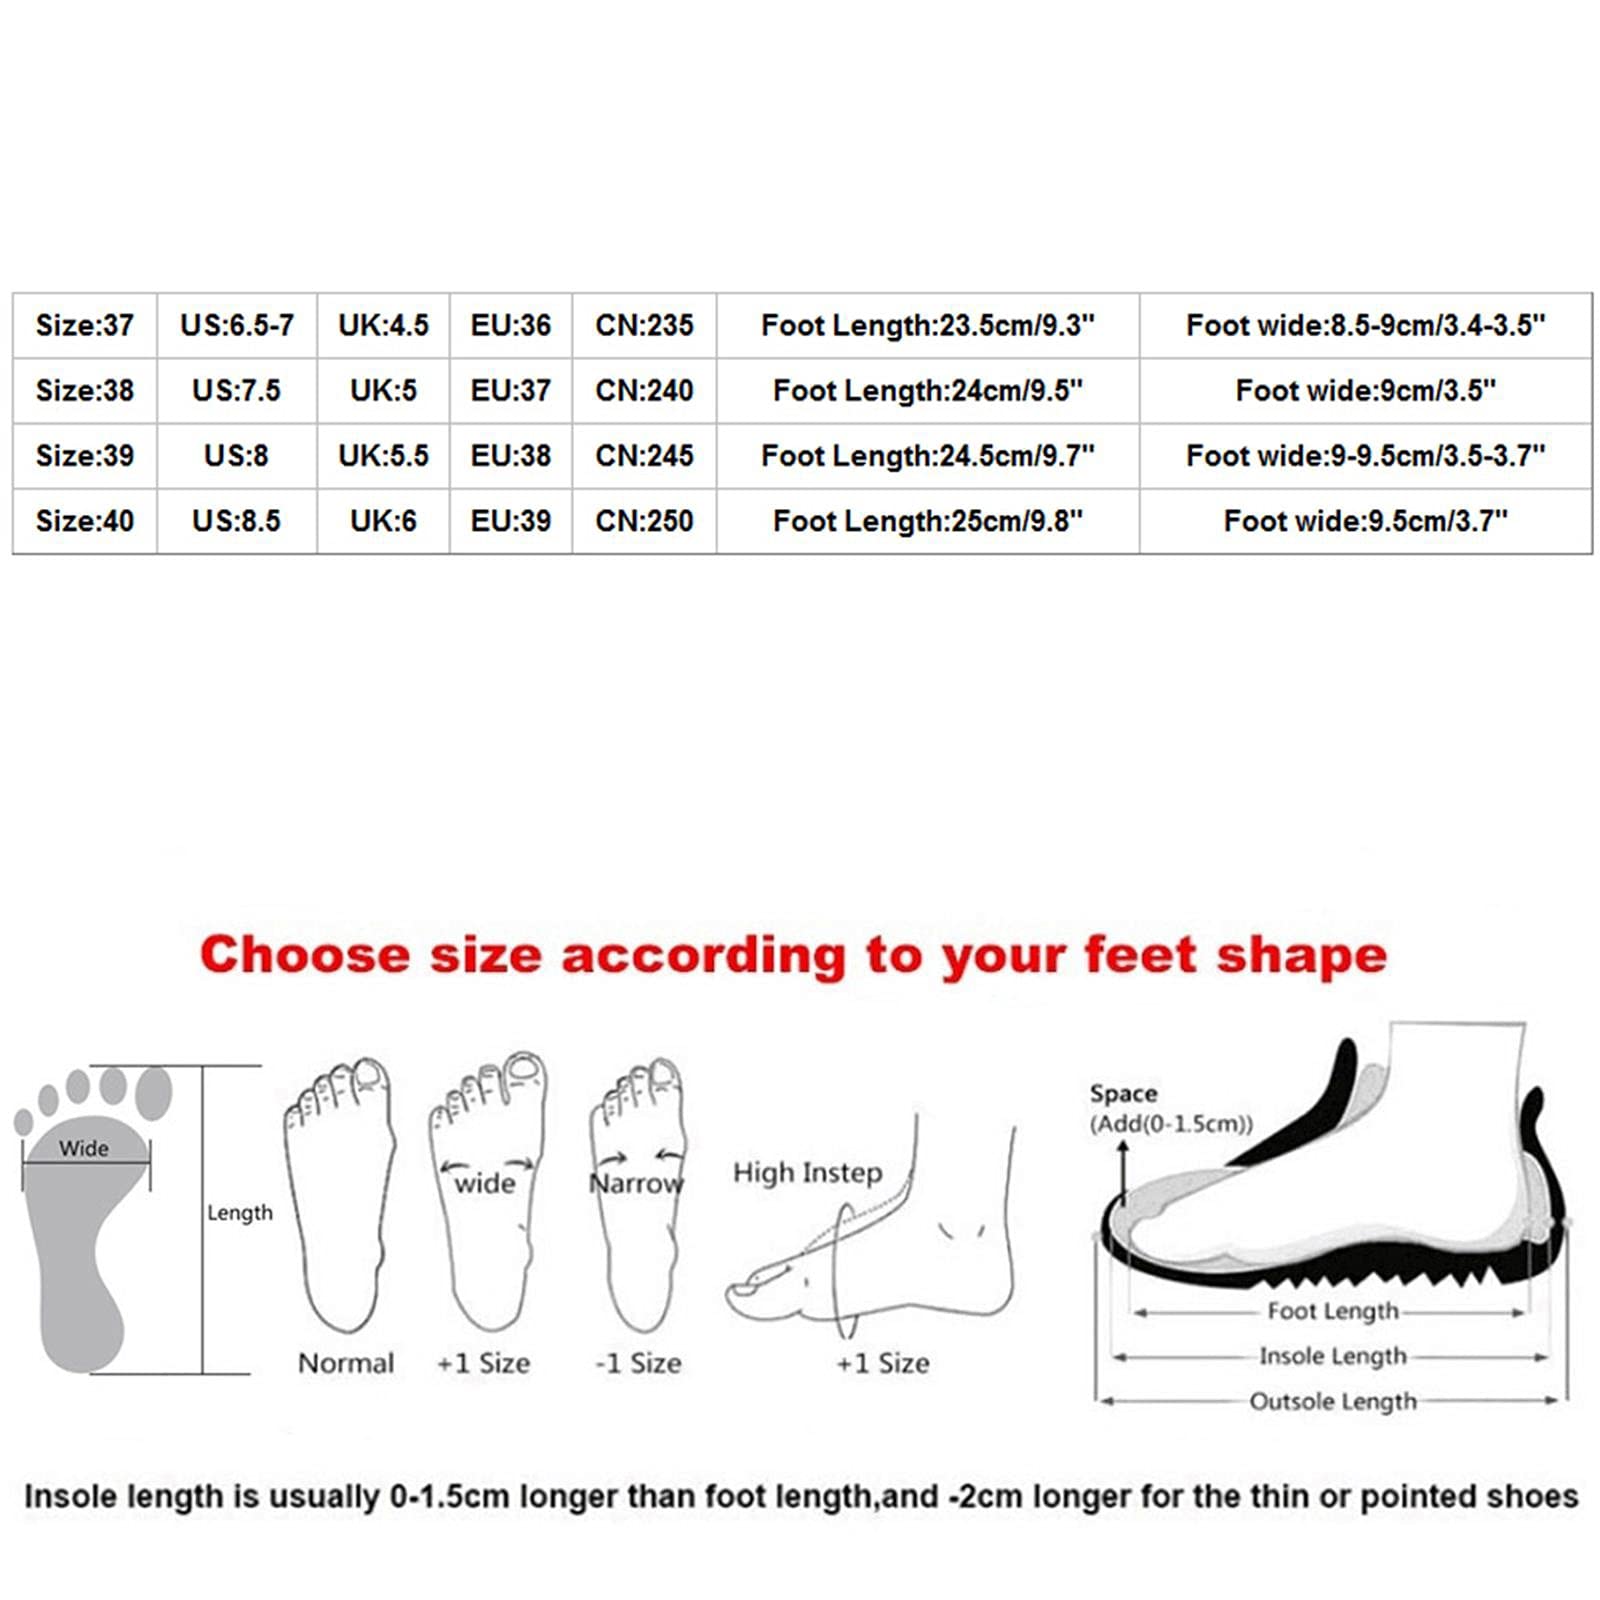 Size:37 US:6.5-7 UK:4.5 EU:36 CN:235 Foot Length:23.5cm/9.3" Foot wide:8.5-9cm/3.4-3.5"
Size:38 US:7.5 UK:5 EU:37 CN:240 Foot Length:24cm/9.5" Foot wide:9cm/3.5"
Size:39 US:8 UK:5.5 EU:38 CN:245 Foot Length:24.5cm/9.7" Foot wide:9-9.5cm/3.5-3.7"
Size:40 US:8.5 UK:6 EU:39 CN:250 Foot Length:25cm/9.8" Foot wide:9.5cm/3.7"
Choose size according to your feet shape
Wide
Length
Normal
wide
+1 Size
Narrow
-1 Size
High Instep
+1 Size
Space
(Add(0-1.5cm))
Foot Length
Insole Length
Outsole Length
Insole length is usually 0-1.5cm longer than foot length,and -2cm longer for the thin or pointed shoes